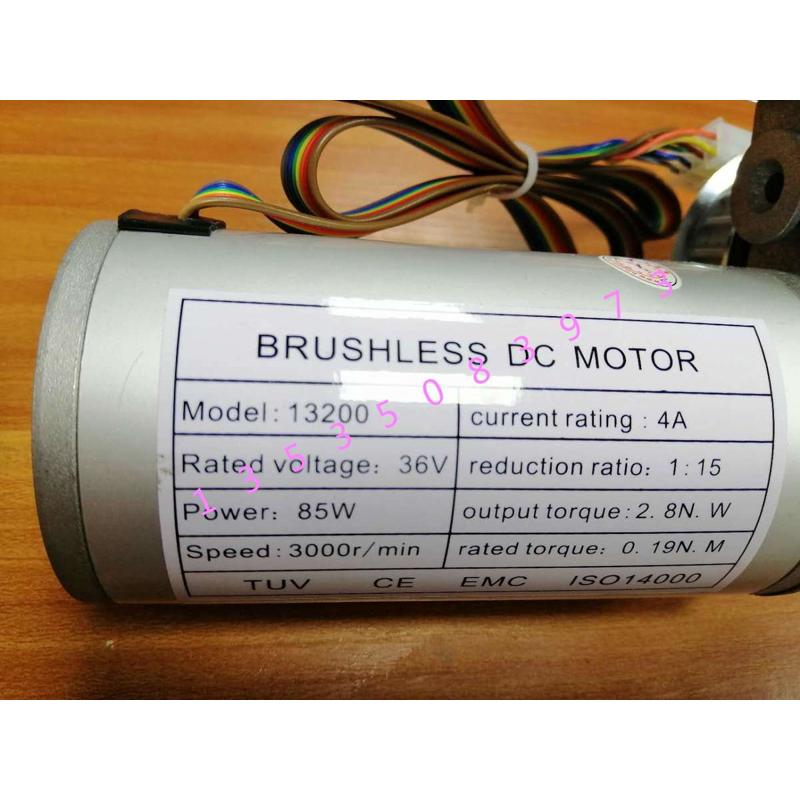 BRUSHLESS DC MOTOR
Model: 13200
current rating : 4A
Rated voltage: 36V
reduction ratio: 1:15
Power: 85W
output torque: 2. 8N. W
Speed: 3000r/min
rated torque: 0. 19N. M
TUV CE EMC ISO14000
13535083975